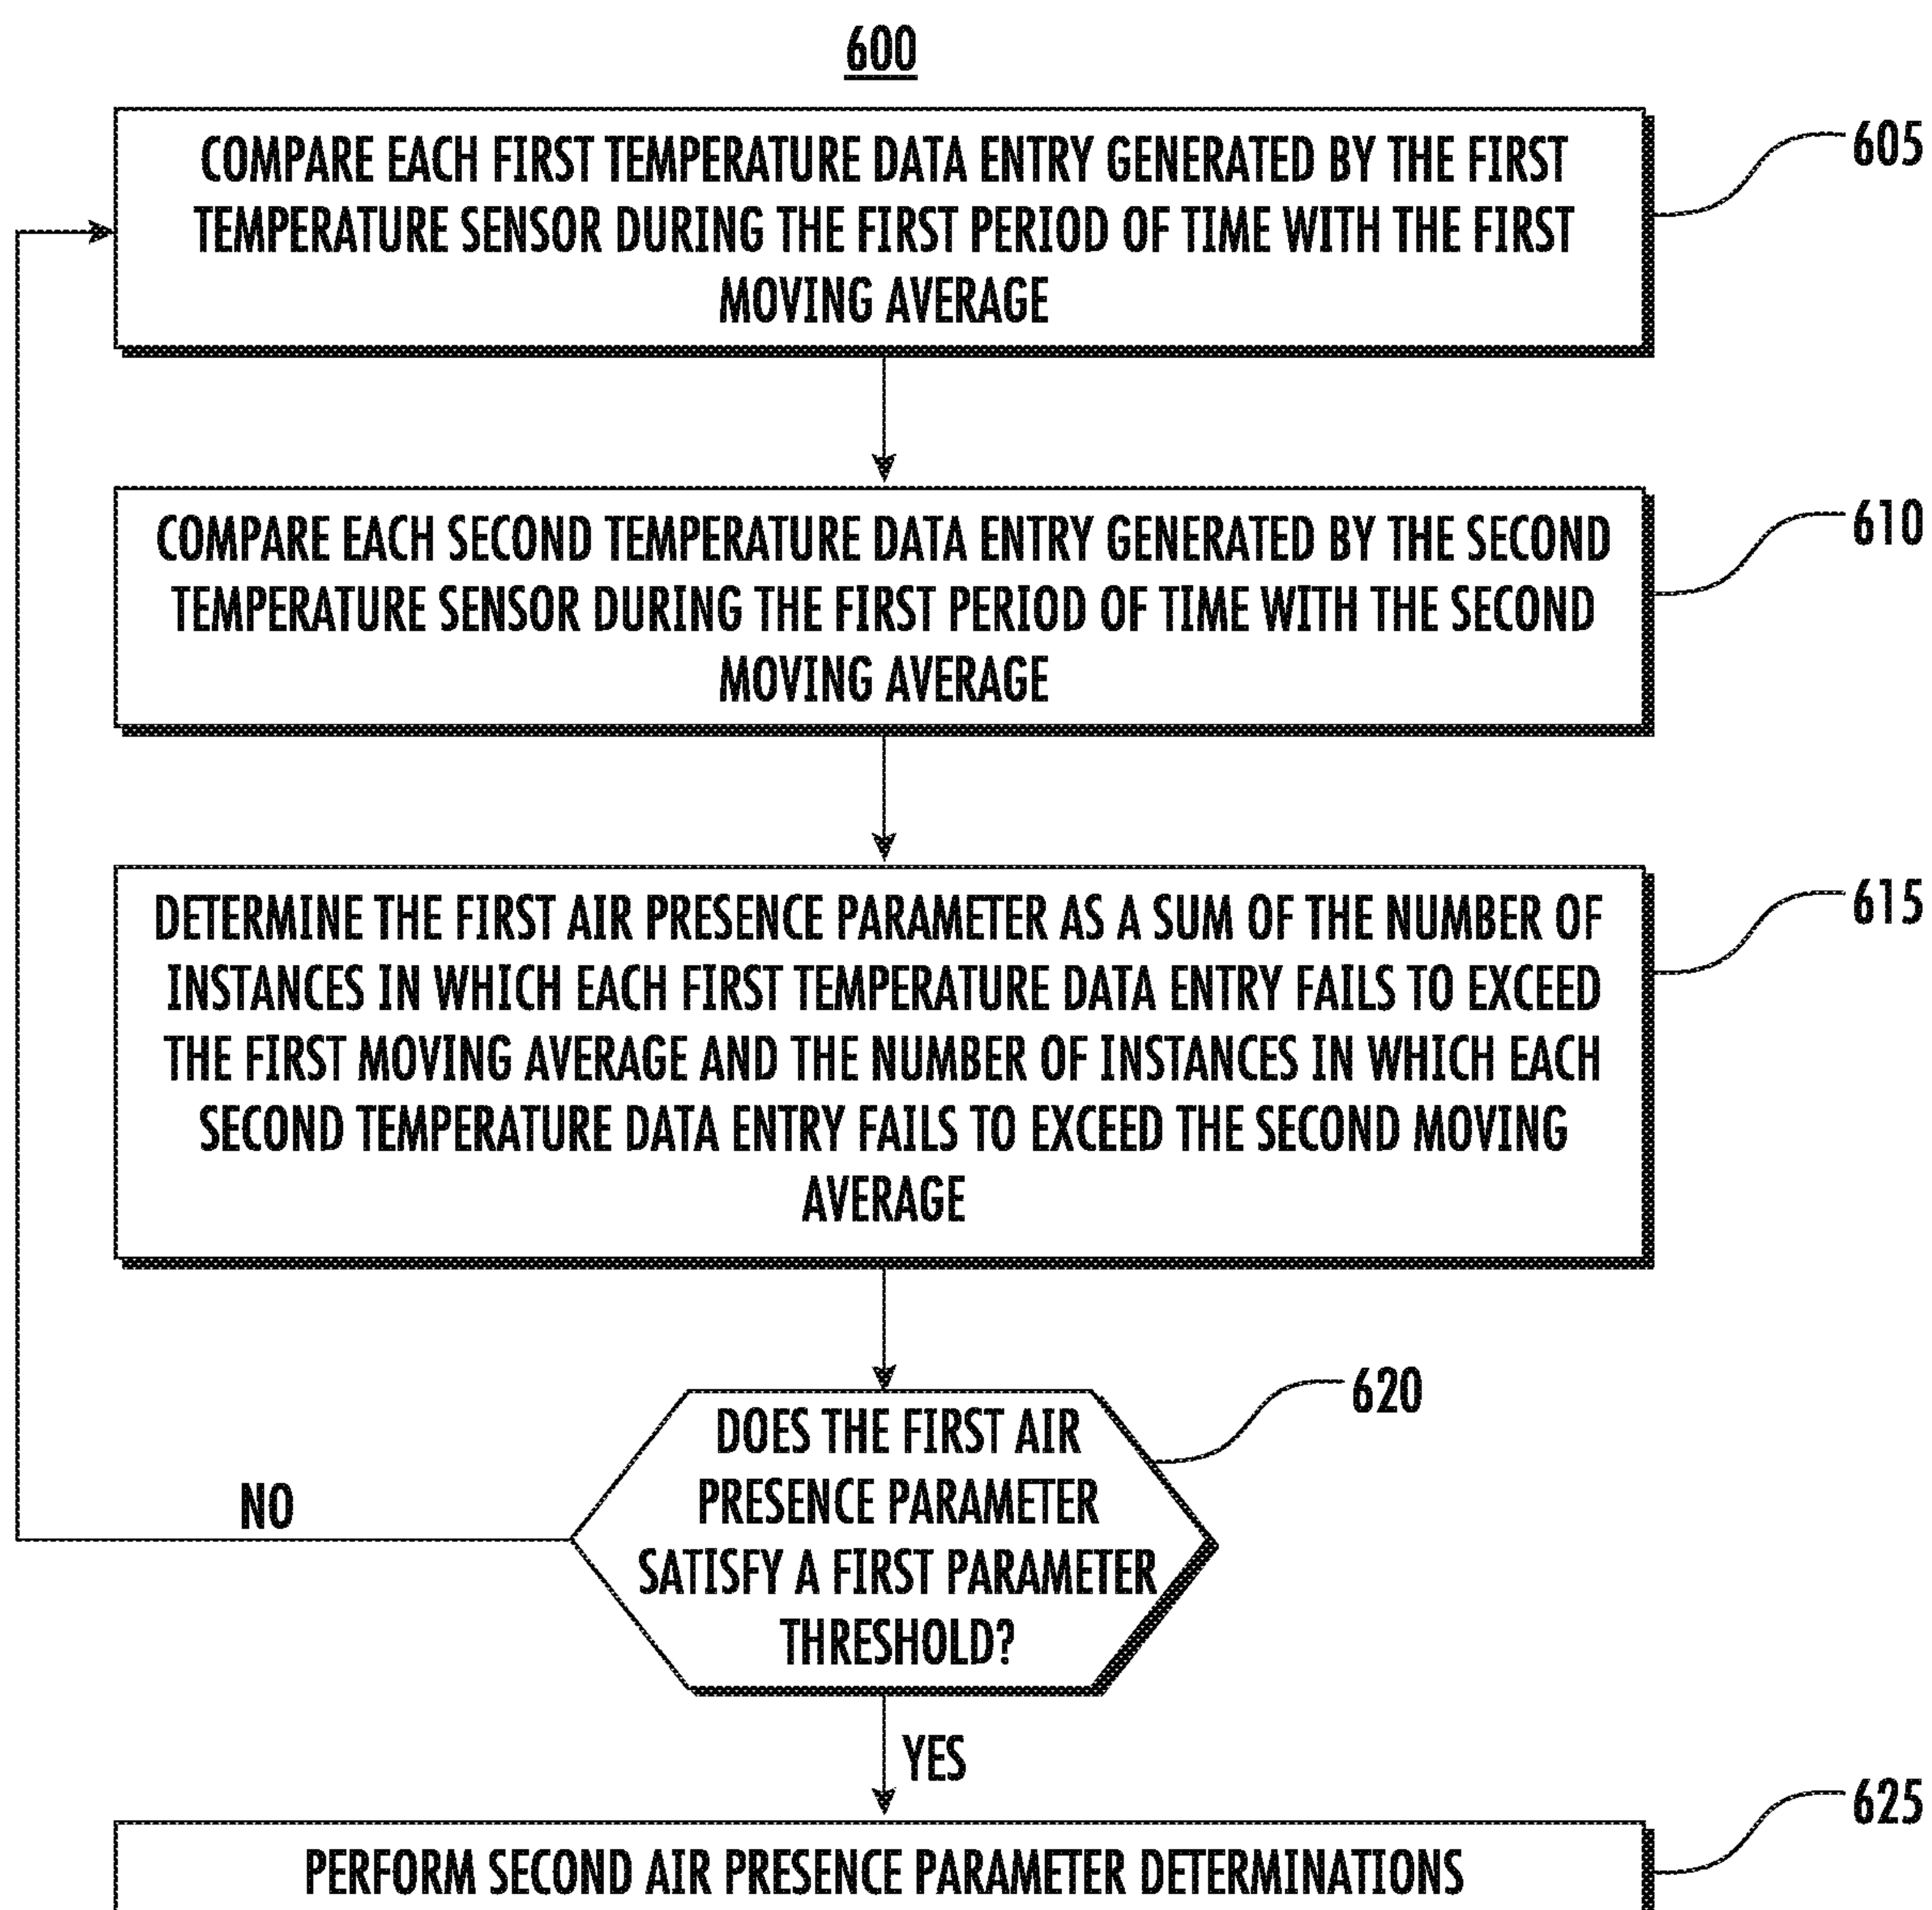 600
COMPARE EACH FIRST TEMPERATURE DATA ENTRY GENERATED BY THE FIRST
TEMPERATURE SENSOR DURING THE FIRST PERIOD OF TIME WITH THE FIRST
MOVING AVERAGE
605
COMPARE EACH SECOND TEMPERATURE DATA ENTRY GENERATED BY THE SECOND
TEMPERATURE SENSOR DURING THE FIRST PERIOD OF TIME WITH THE SECOND
MOVING AVERAGE
610
DETERMINE THE FIRST AIR PRESENCE PARAMETER AS A SUM OF THE NUMBER OF
INSTANCES IN WHICH EACH FIRST TEMPERATURE DATA ENTRY FAILS TO EXCEED
THE FIRST MOVING AVERAGE AND THE NUMBER OF INSTANCES IN WHICH EACH
SECOND TEMPERATURE DATA ENTRY FAILS TO EXCEED THE SECOND MOVING
AVERAGE
615
DOES THE FIRST AIR
PRESENCE PARAMETER
SATISFY A FIRST PARAMETER
THRESHOLD?
620
NO
YES
PERFORM SECOND AIR PRESENCE PARAMETER DETERMINATIONS
625